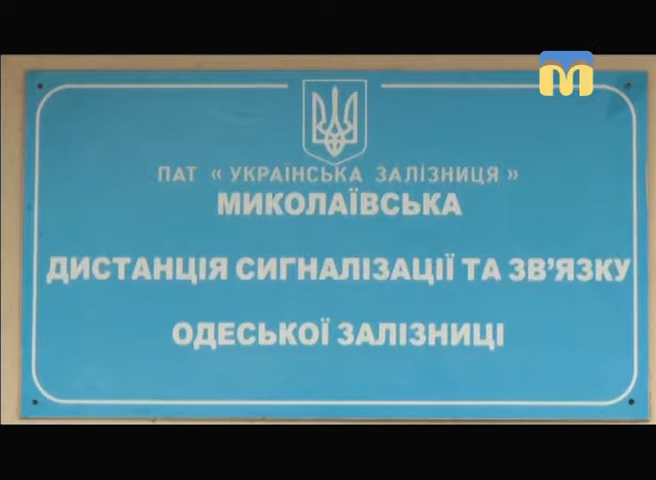 ПАТ «УКРАЇНСЬКА ЗАЛІЗНИЦЯ»
МИКОЛАЇВСЬКА
ДИСТАНЦІЯ СИГНАЛІЗАЦІЇ ТА ЗВ'ЯЗКУ
ОДЕСЬКОЇ ЗАЛІЗНИЦІ